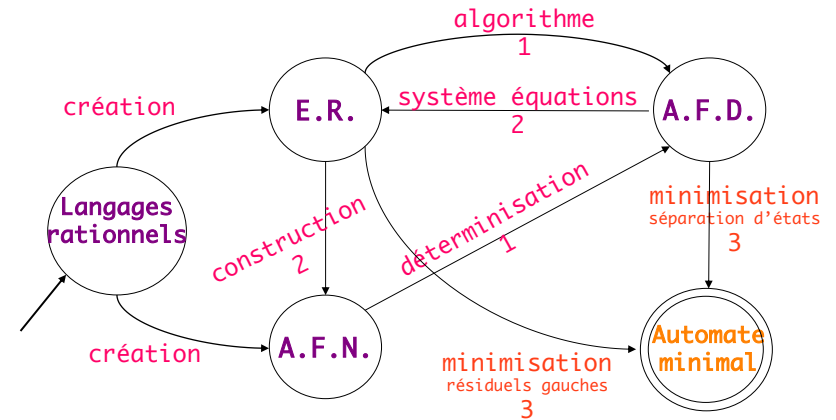 algorithme
1
création
E.R.
système équations
2
A.F.D.
Langages
rationnels
construction
2
déterminisation
1
minimisation
séparation d’états
3
création
A.F.N.
minimisation
résiduels gauches
3
Automate
minimal